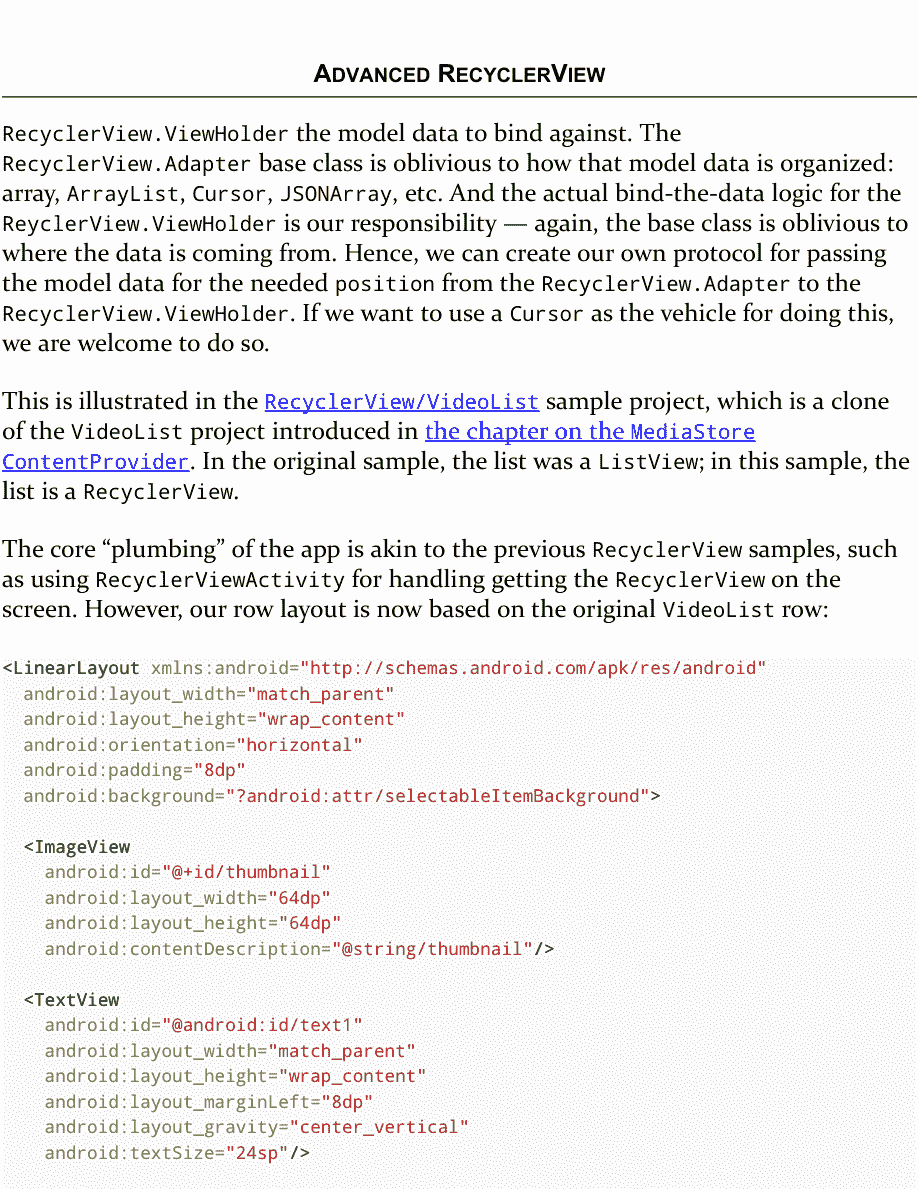 ADVANCED RECYCLERVIEW
RecyclerView.ViewHolder the model data to bind against. The
RecyclerView.Adapter base class is oblivious to how that model data is organized:
array, ArrayList, Cursor, JSONArray, etc. And the actual bind-the-data logic for the
ReyclerView.ViewHolder is our responsibility — again, the base class is oblivious to
where the data is coming from. Hence, we can create our own protocol for passing
the model data for the needed position from the RecyclerView.Adapter to the
RecyclerView.ViewHolder. If we want to use a Cursor as the vehicle for doing this,
we are welcome to do so.
This is illustrated in the RecyclerView/VideoList sample project, which is a clone
of the VideoList project introduced in the chapter on the MediaStore
ContentProvider. In the original sample, the list was a ListView; in this sample, the
list is a RecyclerView.
The core “plumbing” of the app is akin to the previous RecyclerView samples, such
as using RecyclerViewActivity for handling getting the RecyclerView on the
screen. However, our row layout is now based on the original VideoList row:
<LinearLayout xmlns:android="http://schemas.android.com/apk/res/android"
  android:layout_width="match_parent"
  android:layout_height="wrap_content"
  android:orientation="horizontal"
  android:padding="8dp"
  android:background="?android:attr/selectableItemBackground">
  <ImageView
    android:id="@+id/thumbnail"
    android:layout_width="64dp"
    android:layout_height="64dp"
    android:contentDescription="@string/thumbnail"/>
  <TextView
    android:id="@android:id/text1"
    android:layout_width="match_parent"
    android:layout_height="wrap_content"
    android:layout_marginLeft="8dp"
    android:layout_gravity="center_vertical"
    android:textSize="24sp"/>